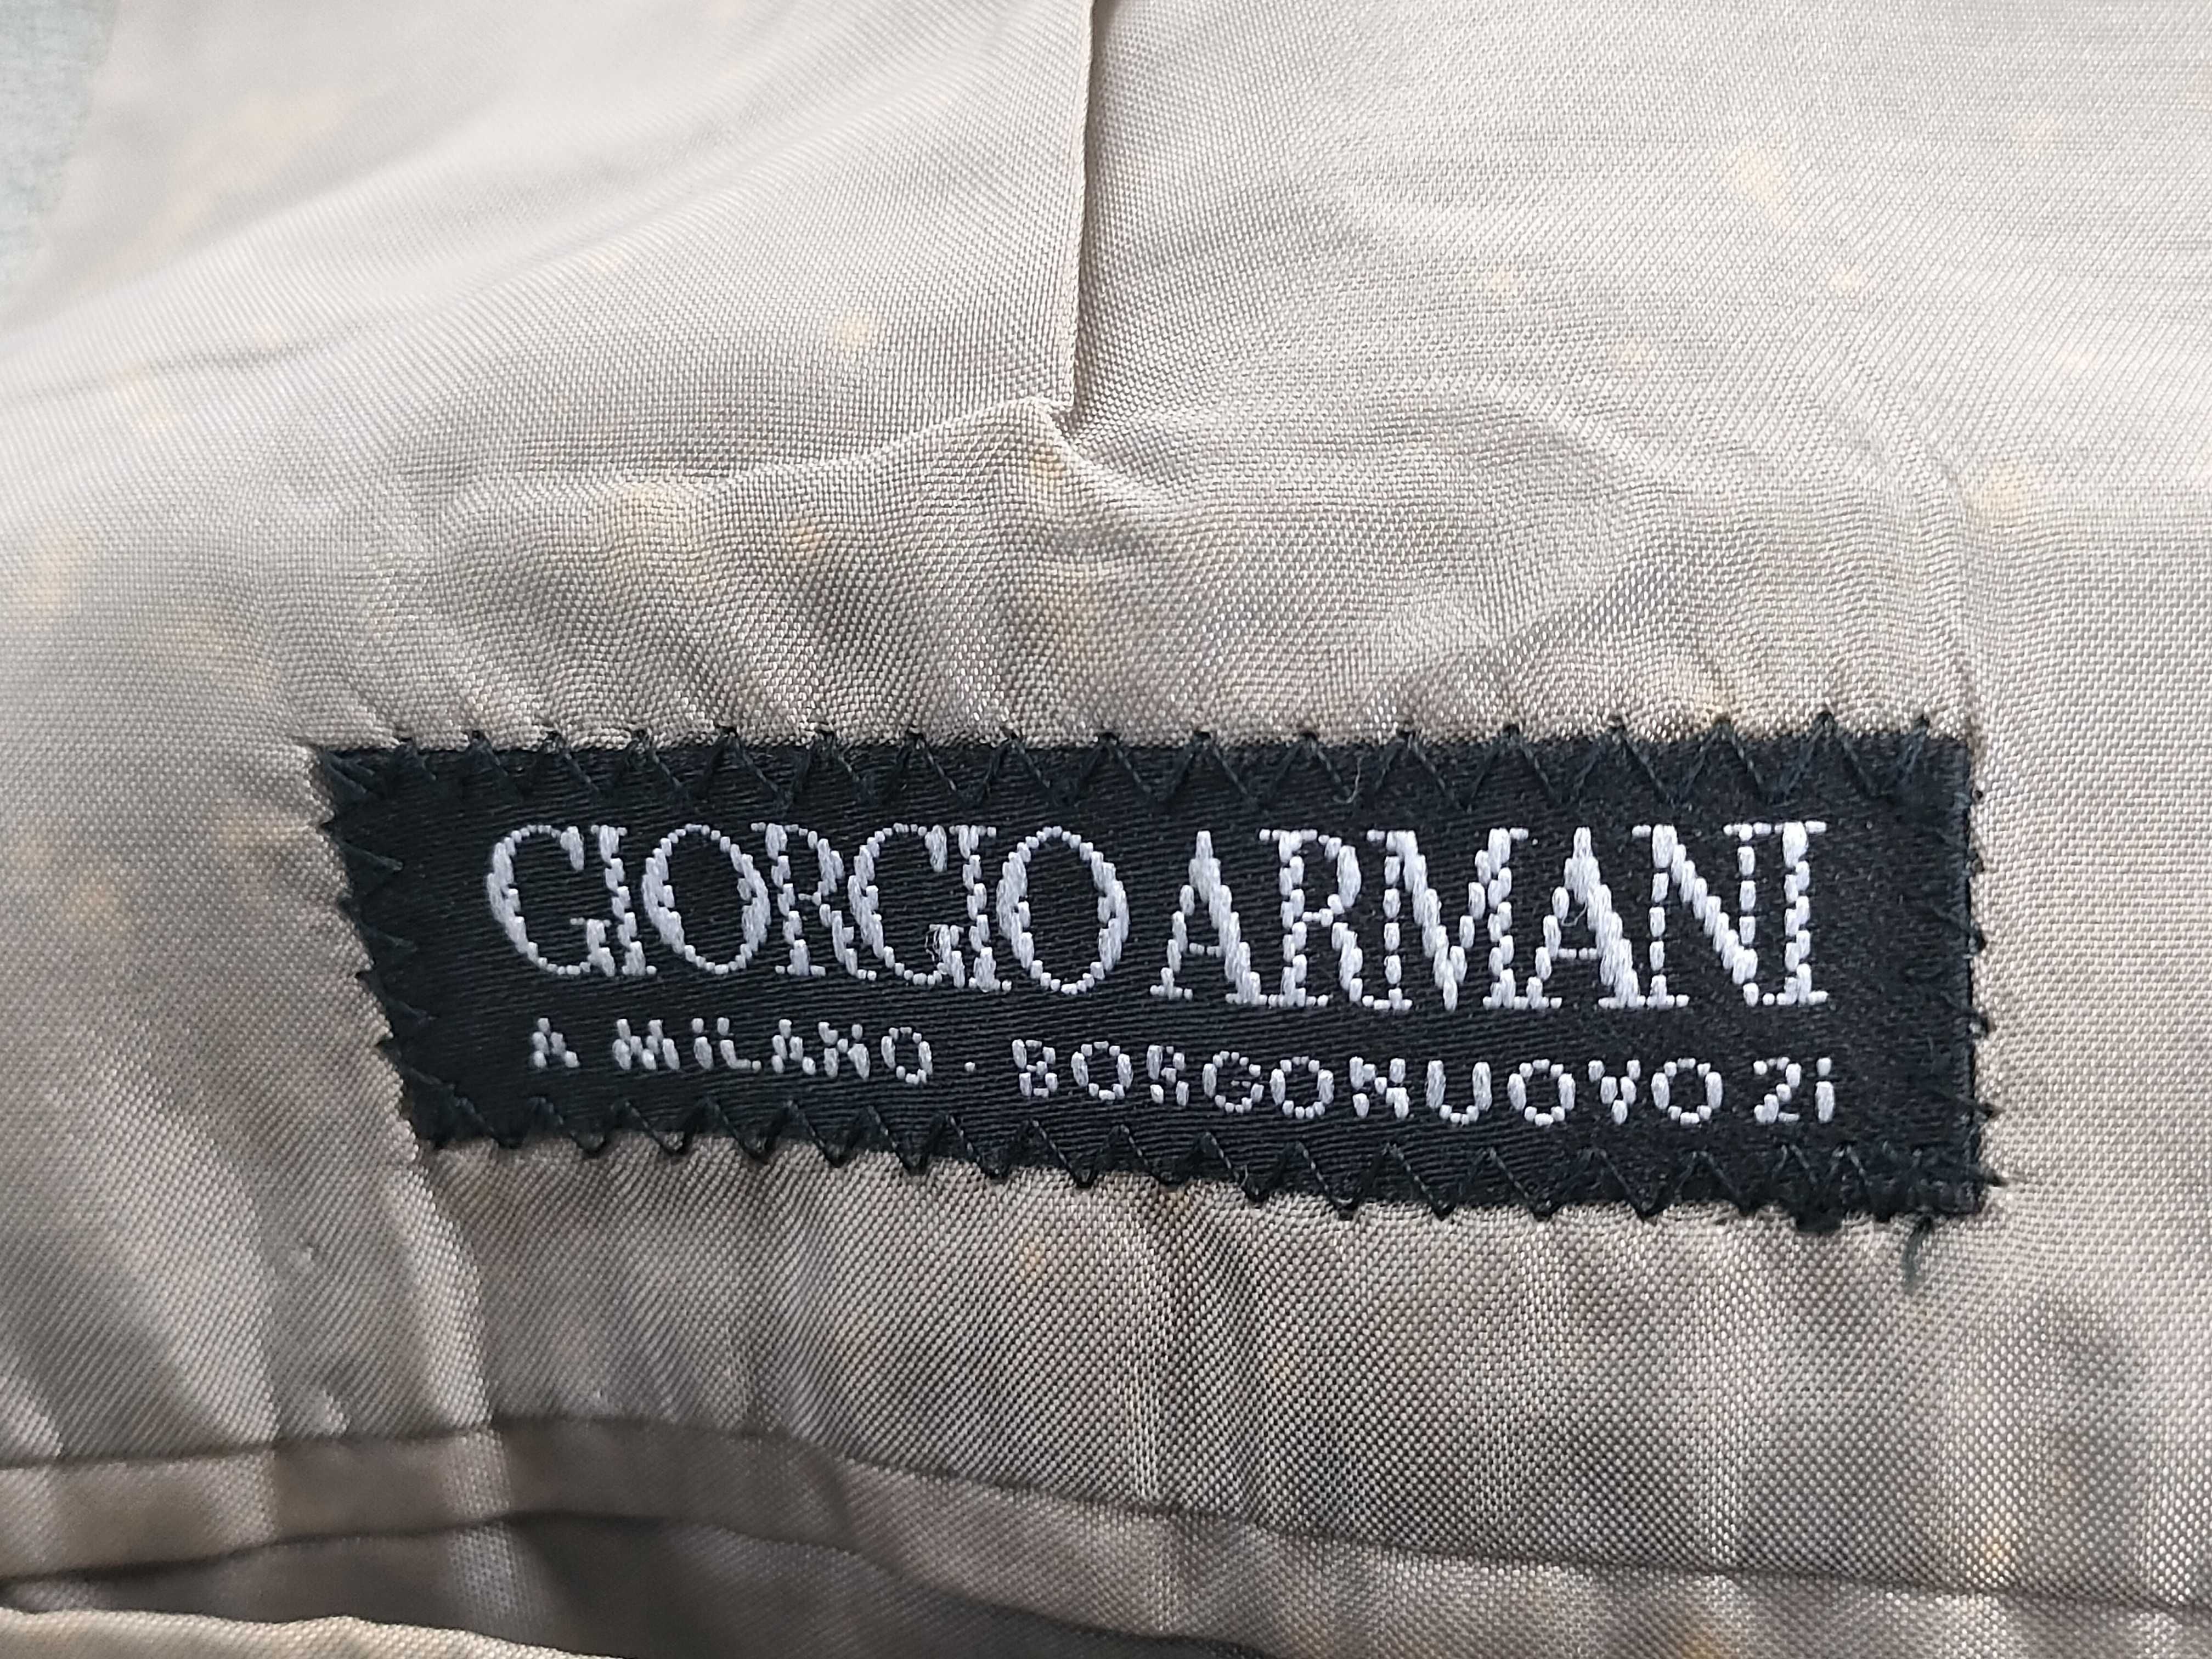 GIORGIO ARMANI
A MILANO · BORGONUOVO 21